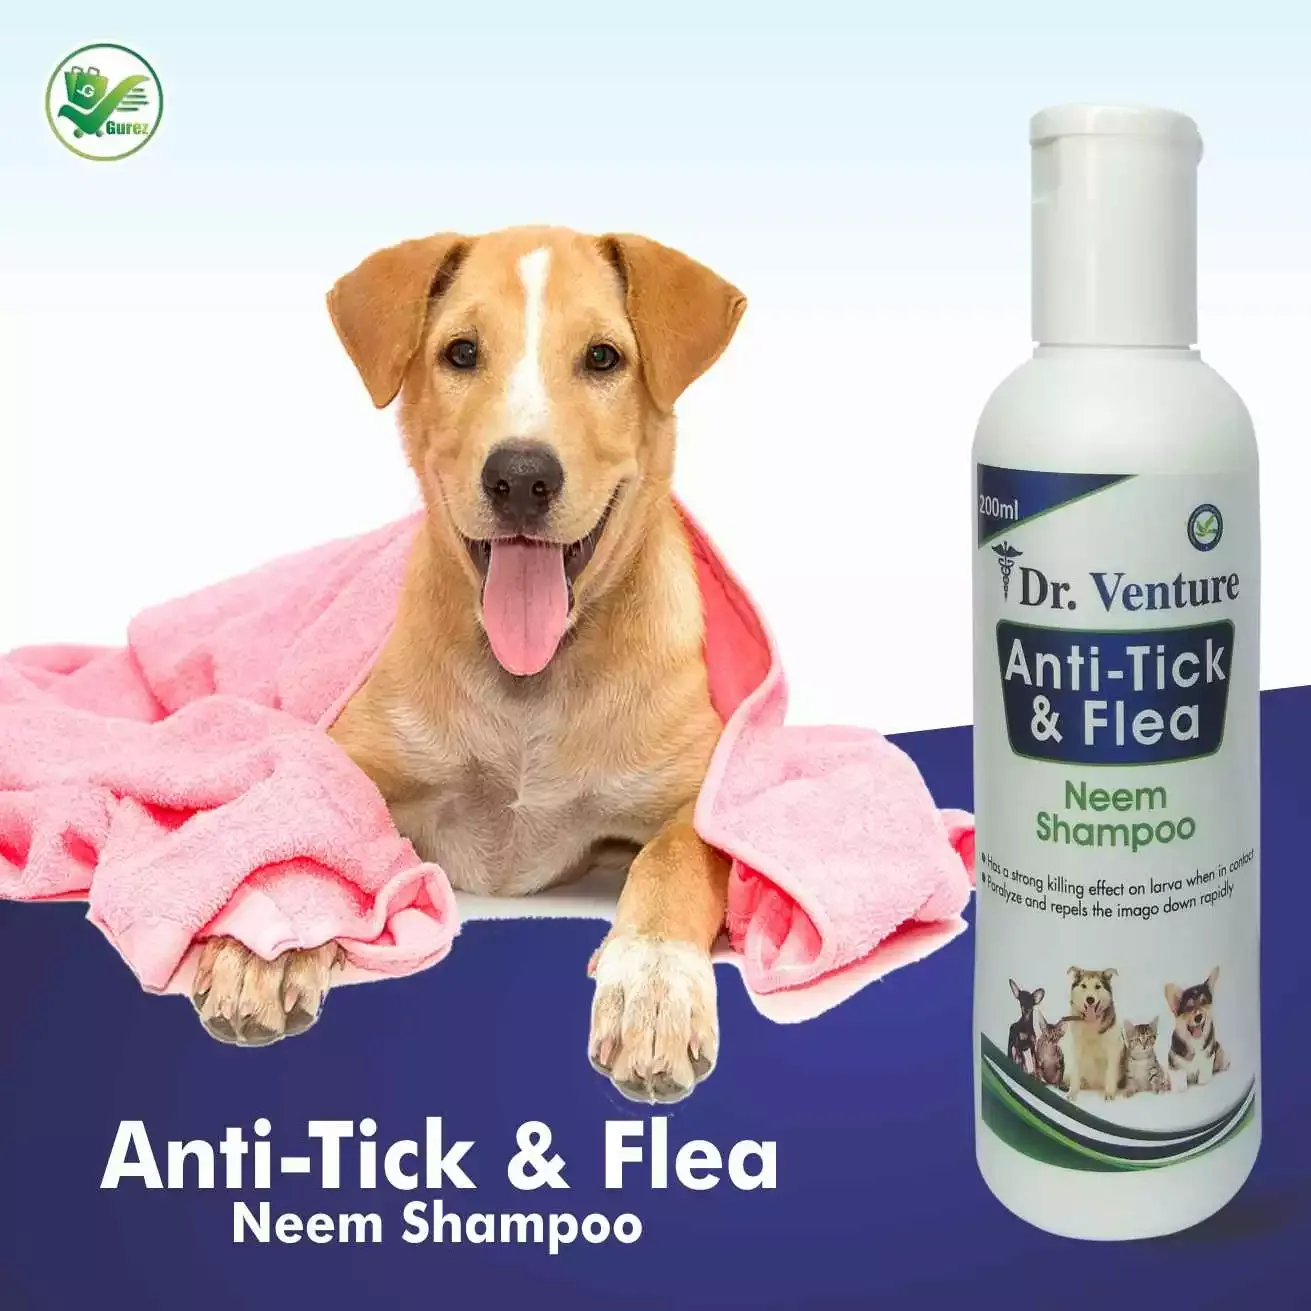 Gurez
200ml
Dr. Venture
Anti-Tick
& Flea
Neem
Shampoo
• Has a strong killing effect on larva when in contact
• Paralyze and repels the imago down rapidly
Anti-Tick & Flea
Neem Shampoo